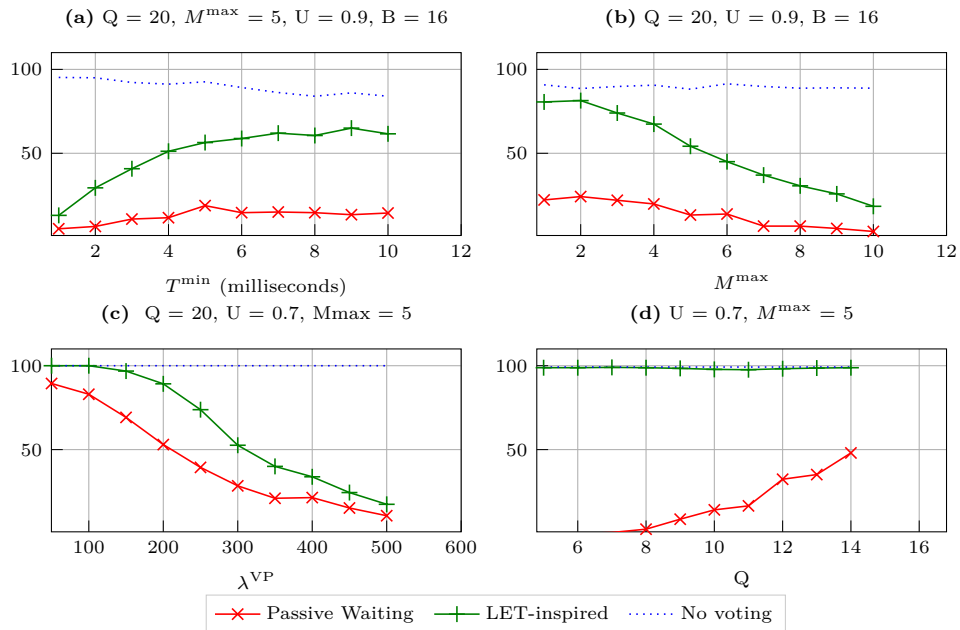 (a) Q = 20, M^max = 5, U = 0.9, B = 16
(b) Q = 20, U = 0.9, B = 16
100
50
2 4 6 8 10 12
T^min (milliseconds)
100
50
2 4 6 8 10 12
M^max
(c) Q = 20, U = 0.7, Mmax = 5
(d) U = 0.7, M^max = 5
100
50
100 200 300 400 500 600
λ^VP
100
50
6 8 10 12 14 16
Q
Passive Waiting LET-inspired No voting